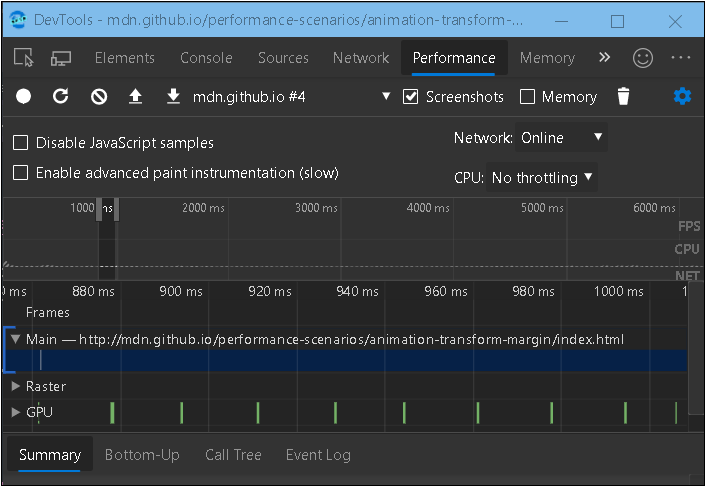 DevTools - mdn.github.io/performance-scenarios/animation-transform-...
Elements Console Sources Network Performance Memory
mdn.github.io #4 Screenshots Memory
Disable JavaScript samples Network: Online
Enable advanced paint instrumentation (slow) CPU: No throttling
1000 ms 2000 ms 3000 ms 4000 ms 5000 ms 6000 ms
FPS
CPU
NET
0 ms 880 ms 900 ms 920 ms 940 ms 960 ms 980 ms 1000 ms 1
Frames
Main — http://mdn.github.io/performance-scenarios/animation-transform-margin/index.html
Raster
GPU
Summary Bottom-Up Call Tree Event Log